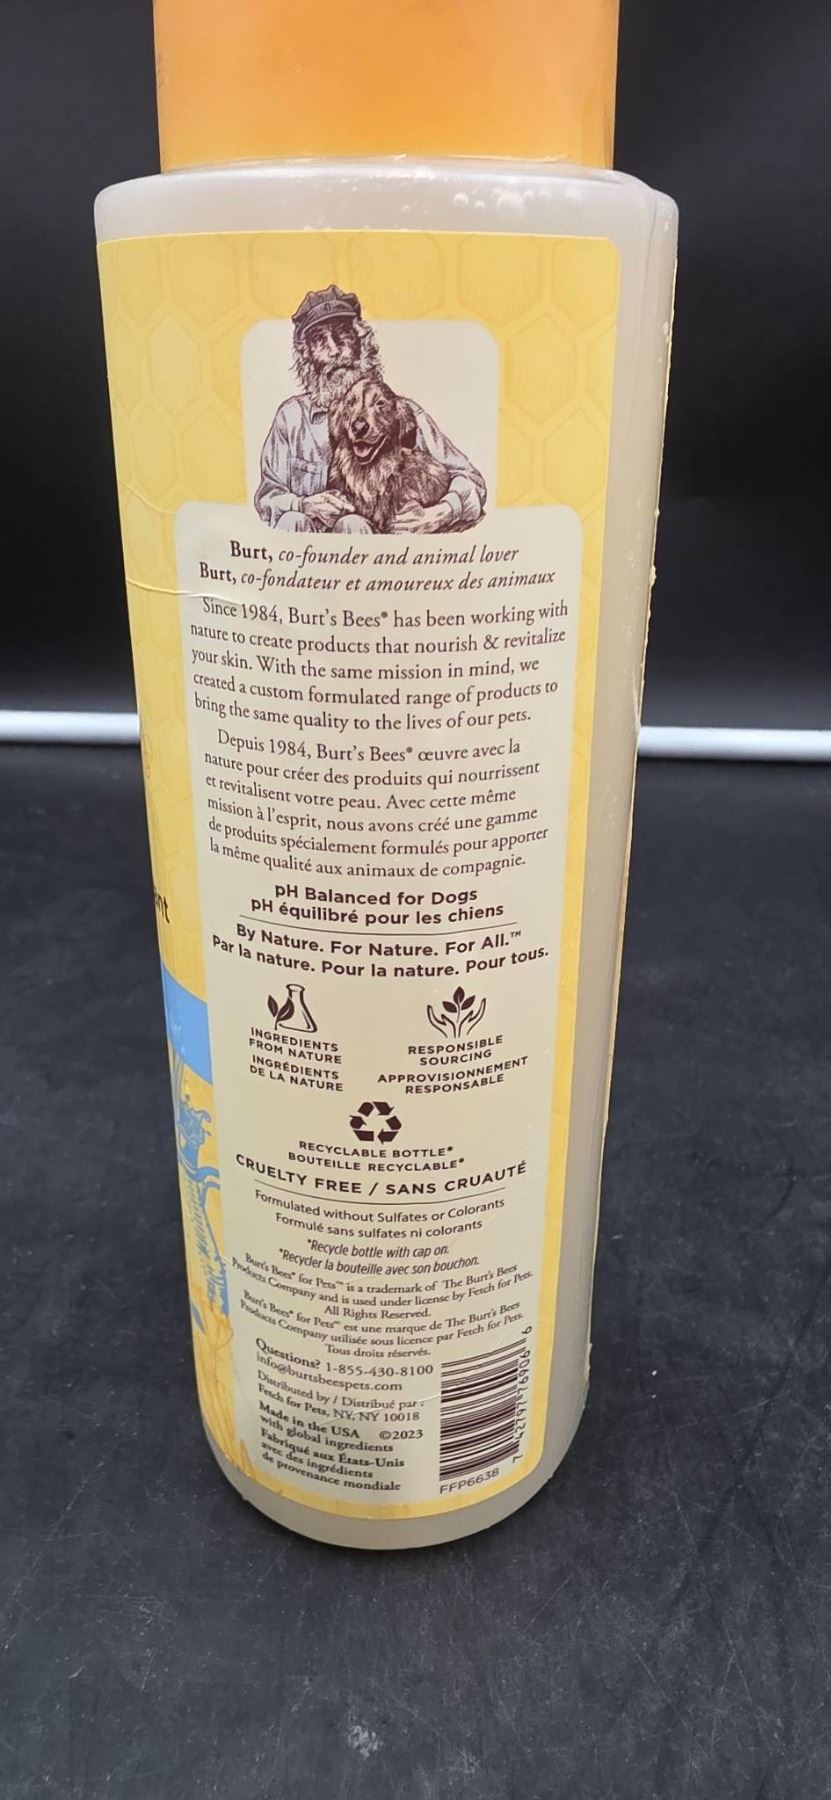 Burt, co-founder and animal lover
Burt, co-fondateur et amoureux des animaux
Since 1984, Burt's Bees® has been working with
nature to create products that nourish & revitalize
your skin. With the same mission in mind, we
created a custom formulated range of products to
bring the same quality to the lives of our pets.
Depuis 1984, Burt's Bees® œuvre avec la
nature pour créer des produits qui nourrissent
et revitalisent votre peau. Avec cette même
mission à l'esprit, nous avons créé une gamme
de produits spécialement formulés pour apporter
la même qualité aux animaux de compagnie.
pH Balanced for Dogs
pH équilibré pour les chiens
By Nature. For Nature. For All.™
Par la nature. Pour la nature. Pour tous.
INGREDIENTS
FROM NATURE
INGRÉDIENTS
DE LA NATURE
RESPONSIBLE
SOURCING
APPROVISIONNEMENT
RESPONSABLE
RECYCLABLE BOTTLE*
BOUTEILLE RECYCLABLE*
CRUELTY FREE / SANS CRUAUTÉ
Formulated without Sulfates or Colorants
Formulé sans sulfates ni colorants
*Recycle bottle with cap on.
*Recycler la bouteille avec son bouchon.
Burt's Bees® for Pets™ is a trademark of The Burt's Bees
Products Company and is used under license by Fetch for Pets.
All Rights Reserved.
Burt's Bees® for Pets™ est une marque de The Burt's Bees
Products Company utilisée sous licence par Fetch for Pets.
Tous droits réservés.
Questions? 1-855-430-8100
info@burtsbeespets.com
Distributed by / Distribué par :
Fetch for Pets, NY, NY 10018
Made in the USA ©2023
with global ingredients
Fabriqué aux États-Unis
avec des ingrédients
de provenance mondiale
7 42797 76906 6
FFP6638